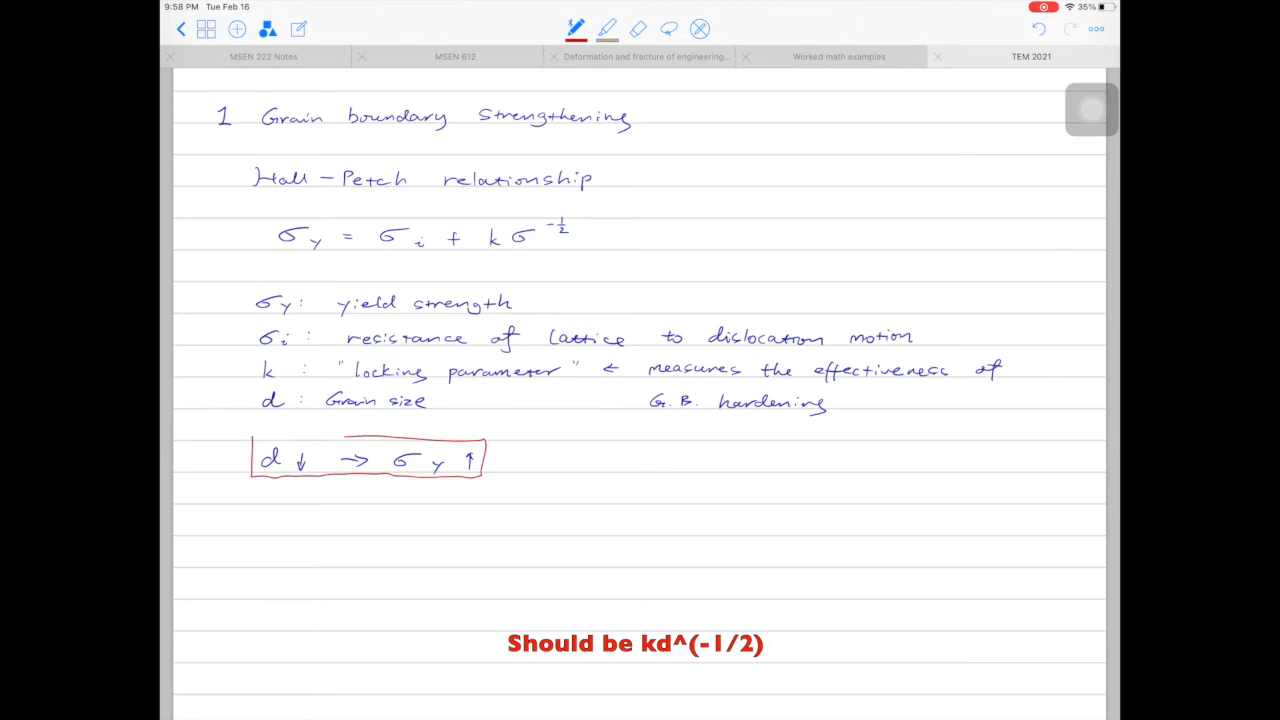 9:58 PM Tue Feb 16
35%
MSEN 222 Notes
MSEN 612
Deformation and fracture of engineering...
Worked math examples
TEM 2021
1 Grain boundary strengthening
Hall-Petch relationship
σy = σi + kσ^-1/2
σy: yield strength
σi: resistance of lattice to dislocation motion
k : "locking parameter" ← measures the effectiveness of
d : Grain size G.B. hardening
d ↓ → σy ↑
Should be kd^(-1/2)